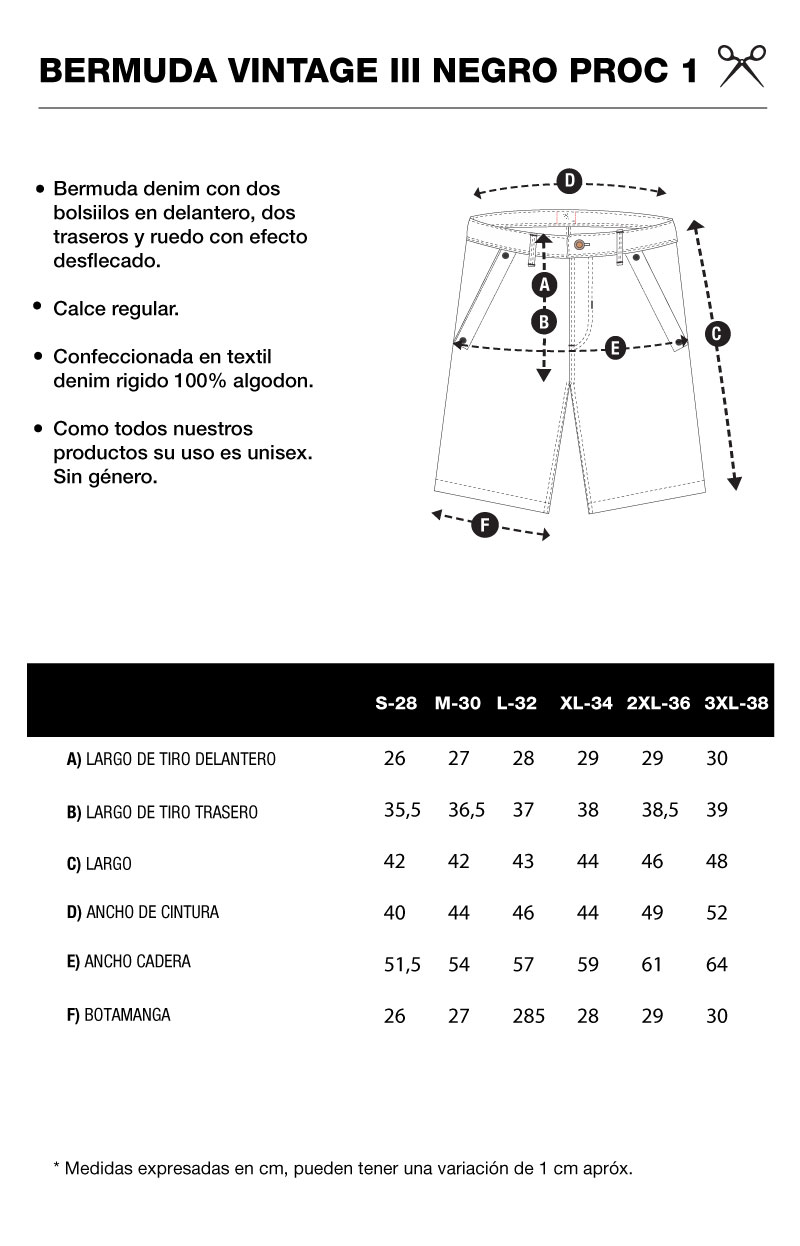 BERMUDA VINTAGE III NEGRO PROC 1
• Bermuda denim con dos
bolsiilos en delantero, dos
traseros y ruedo con efecto
desflecado.
• Calce regular.
• Confeccionada en textil
denim rigido 100% algodon.
• Como todos nuestros
productos su uso es unisex.
Sin género.
D
A
B
C
E
F
S-28 M-30 L-32 XL-34 2XL-36 3XL-38
A) LARGO DE TIRO DELANTERO 26 27 28 29 29 30
B) LARGO DE TIRO TRASERO 35,5 36,5 37 38 38,5 39
C) LARGO 42 42 43 44 46 48
D) ANCHO DE CINTURA 40 44 46 44 49 52
E) ANCHO CADERA 51,5 54 57 59 61 64
F) BOTAMANGA 26 27 285 28 29 30
* Medidas expresadas en cm, pueden tener una variación de 1 cm apróx.